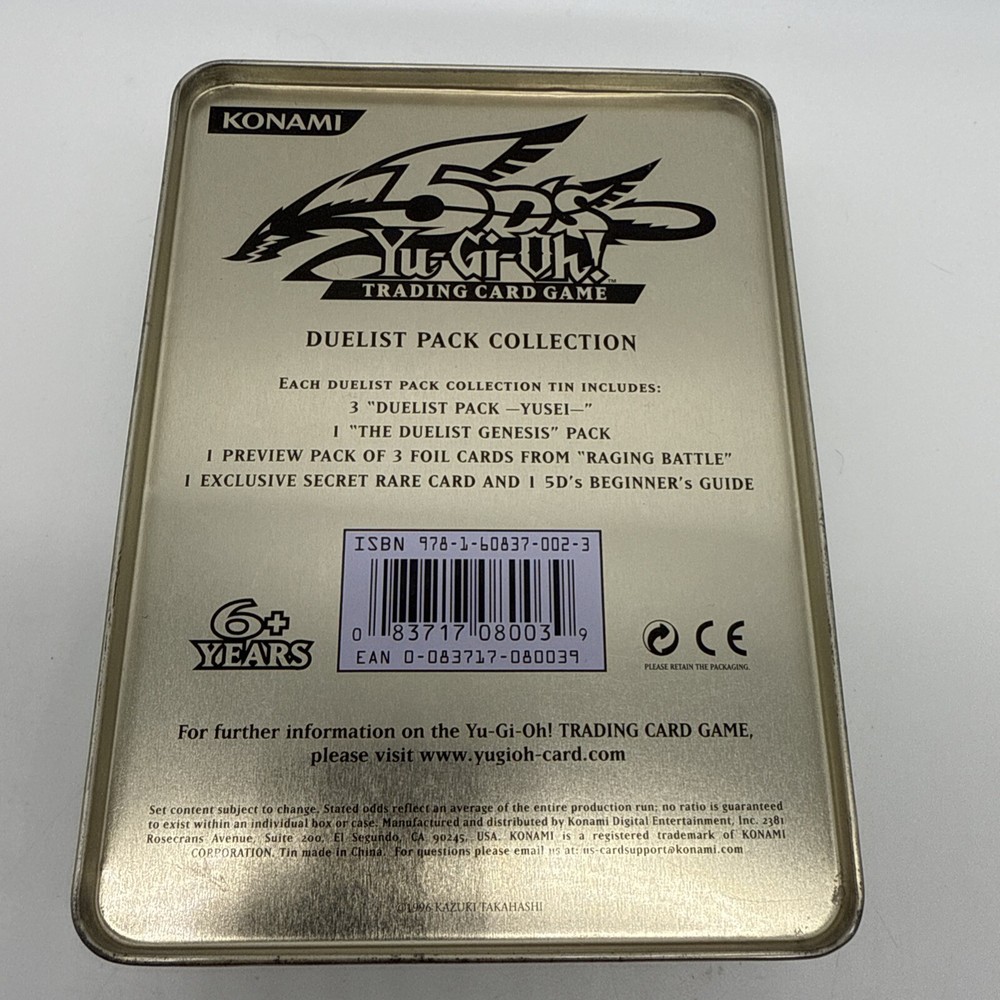 KONAMI
5D's
Yu-Gi-Oh!
TM
TRADING CARD GAME
DUELIST PACK COLLECTION
EACH DUELIST PACK COLLECTION TIN INCLUDES:
3 "DUELIST PACK —YUSEI—"
1 "THE DUELIST GENESIS" PACK
1 PREVIEW PACK OF 3 FOIL CARDS FROM "RAGING BATTLE"
1 EXCLUSIVE SECRET RARE CARD AND 1 5D's BEGINNER's GUIDE
ISBN 978-1-60837-002-3
0 83717 08003 9
EAN 0-083717-080039
6+
YEARS
CE
PLEASE RETAIN THE PACKAGING.
For further information on the Yu-Gi-Oh! TRADING CARD GAME,
please visit www.yugioh-card.com
Set content subject to change. Stated odds reflect an average of the entire production run; no ratio is guaranteed
to exist within an individual box or case. Manufactured and distributed by Konami Digital Entertainment, Inc. 2381
Rosecrans Avenue, Suite 200, El Segundo, CA 90245, USA. KONAMI is a registered trademark of KONAMI
CORPORATION. Tin made in China. For questions please email us at: us-cardsupport@konami.com
©1996 KAZUKI TAKAHASHI